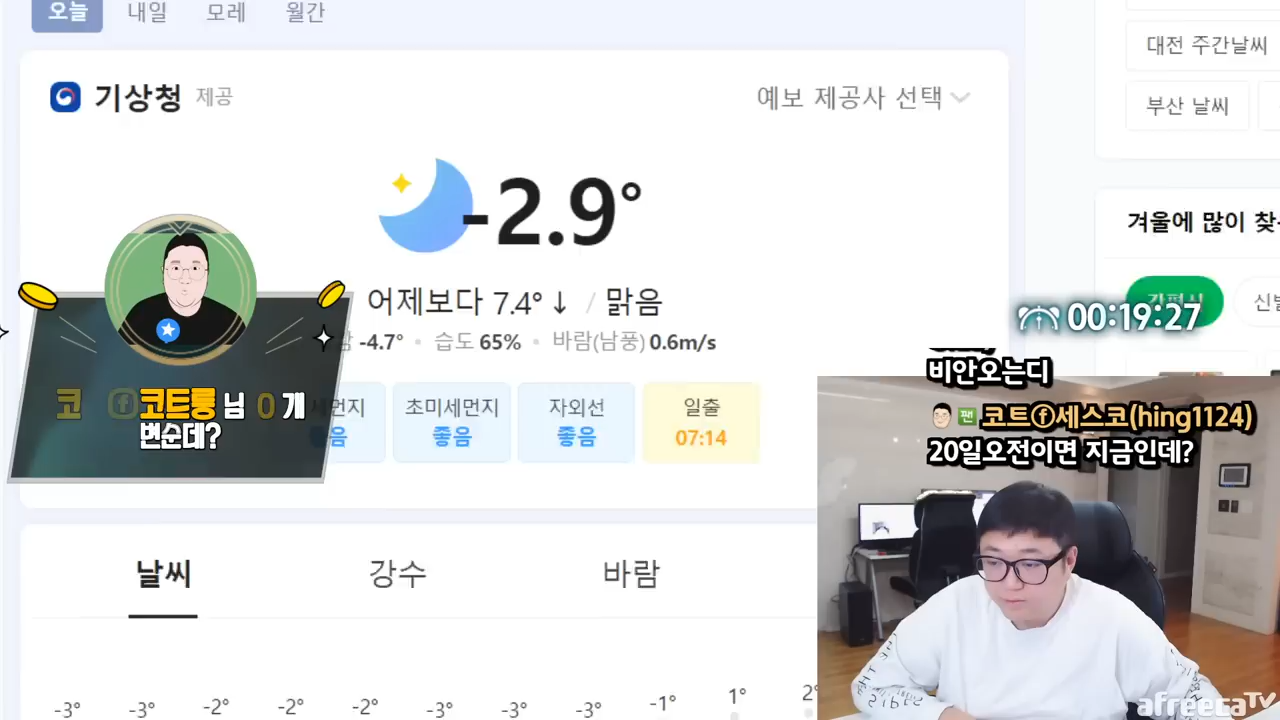 오늘 내일 모레 월간
기상청 제공
예보 제공사 선택
-2.9°
어제보다 7.4°↓ / 맑음
-4.7° 습도 65% 바람(남풍) 0.6m/s
초미세먼지 자외선 일출
좋음 좋음 07:14
코트룽님 0개
변순데?
날씨 강수 바람
-3° -3° -2° -2° -2° -3° -3° -3° -1° 1° 2°
대전 주간날씨
부산 날씨
겨울에 많이 찾
00:19:27
비안오는디
팬 코트ⓕ세스코(hing1124)
20일오전이면 지금인데?
afreecaTV